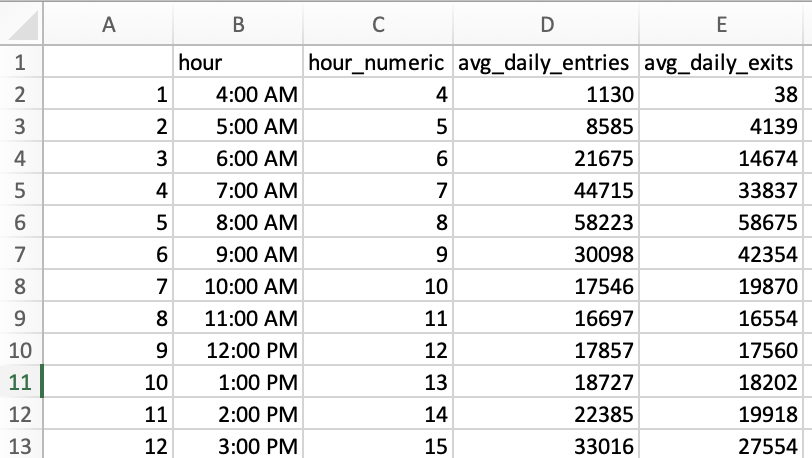 A B C D E
1 hour hour_numeric avg_daily_entries avg_daily_exits
2 1 4:00 AM 4 1130 38
3 2 5:00 AM 5 8585 4139
4 3 6:00 AM 6 21675 14674
5 4 7:00 AM 7 44715 33837
6 5 8:00 AM 8 58223 58675
7 6 9:00 AM 9 30098 42354
8 7 10:00 AM 10 17546 19870
9 8 11:00 AM 11 16697 16554
10 9 12:00 PM 12 17857 17560
11 10 1:00 PM 13 18727 18202
12 11 2:00 PM 14 22385 19918
13 12 3:00 PM 15 33016 27554